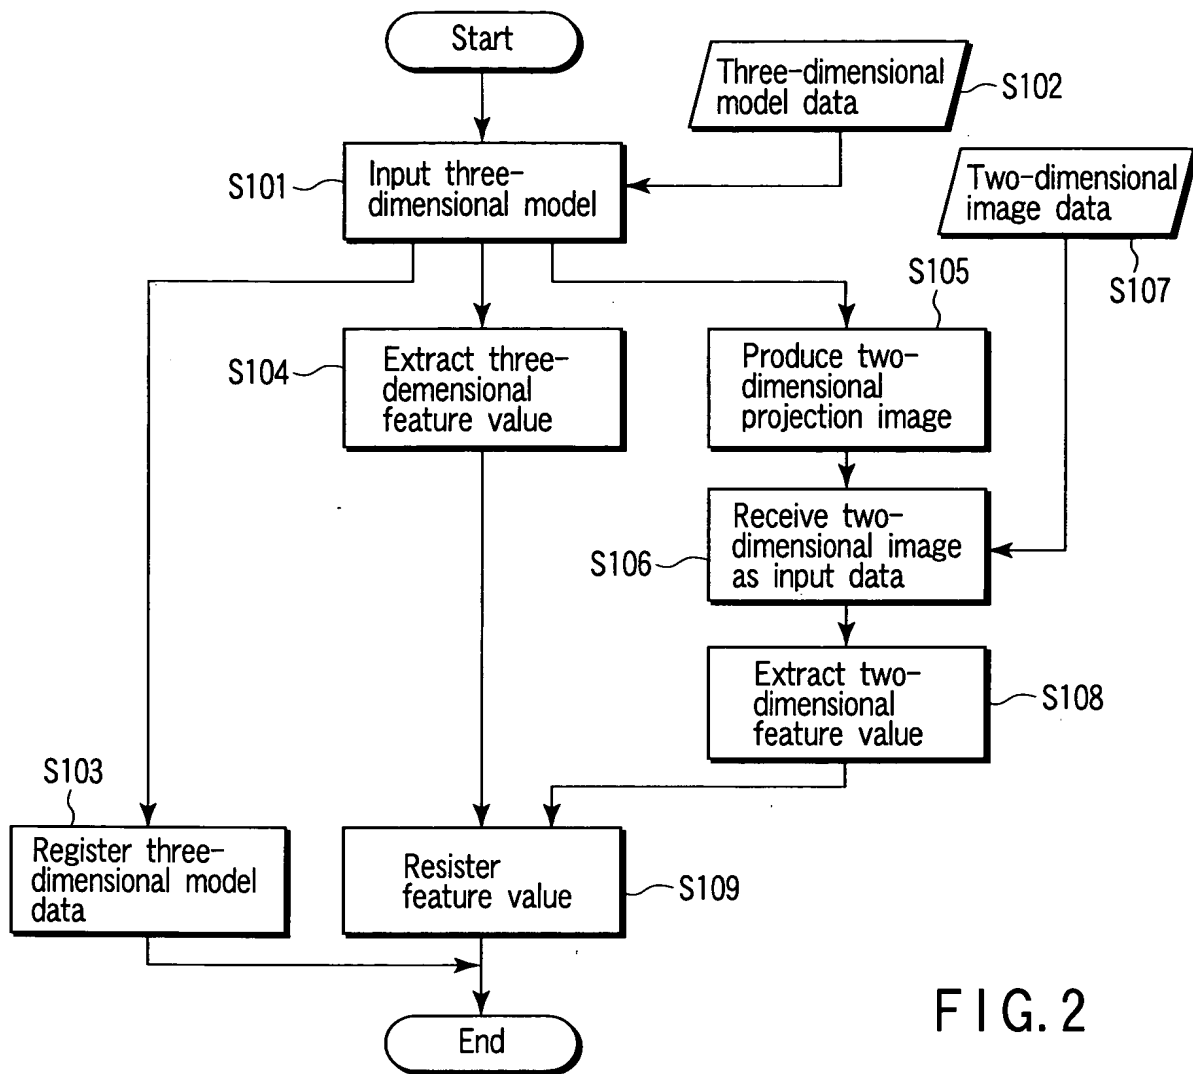 Start
Three-dimensional
model data
S102
Input three-
dimensional model
S101
Two-dimensional
image data
S107
S105
Extract three-
demensional
feature value
S104
Produce two-
dimensional
projection image
Receive two-
dimensional image
as input data
S106
Extract two-
dimensional
feature value
S108
S103
Register three-
dimensional model
data
Resister
feature value
S109
End
FIG. 2